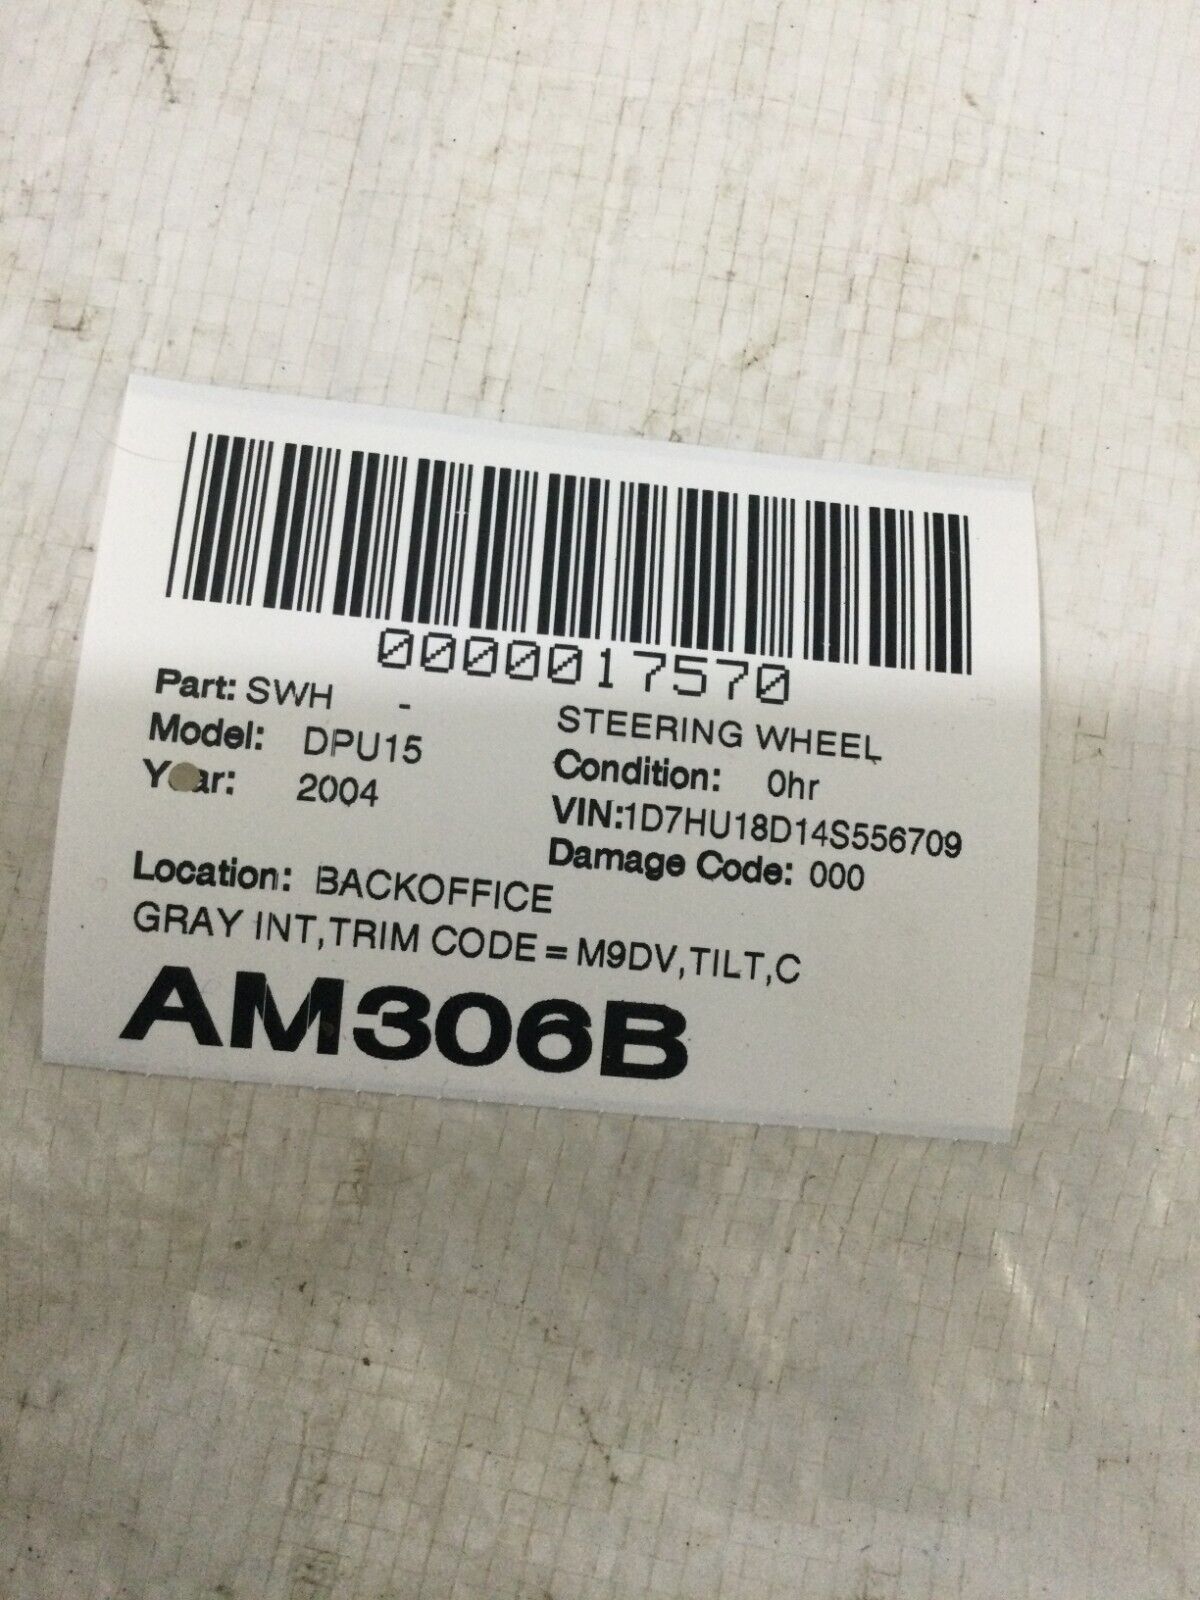 0000017570
Part: SWH -
STEERING WHEEL
Model: DPU15
Condition: 0hr
Year: 2004
VIN:1D7HU18D14S556709
Damage Code: 000
Location: BACKOFFICE
GRAY INT,TRIM CODE = M9DV,TILT,C
AM306B